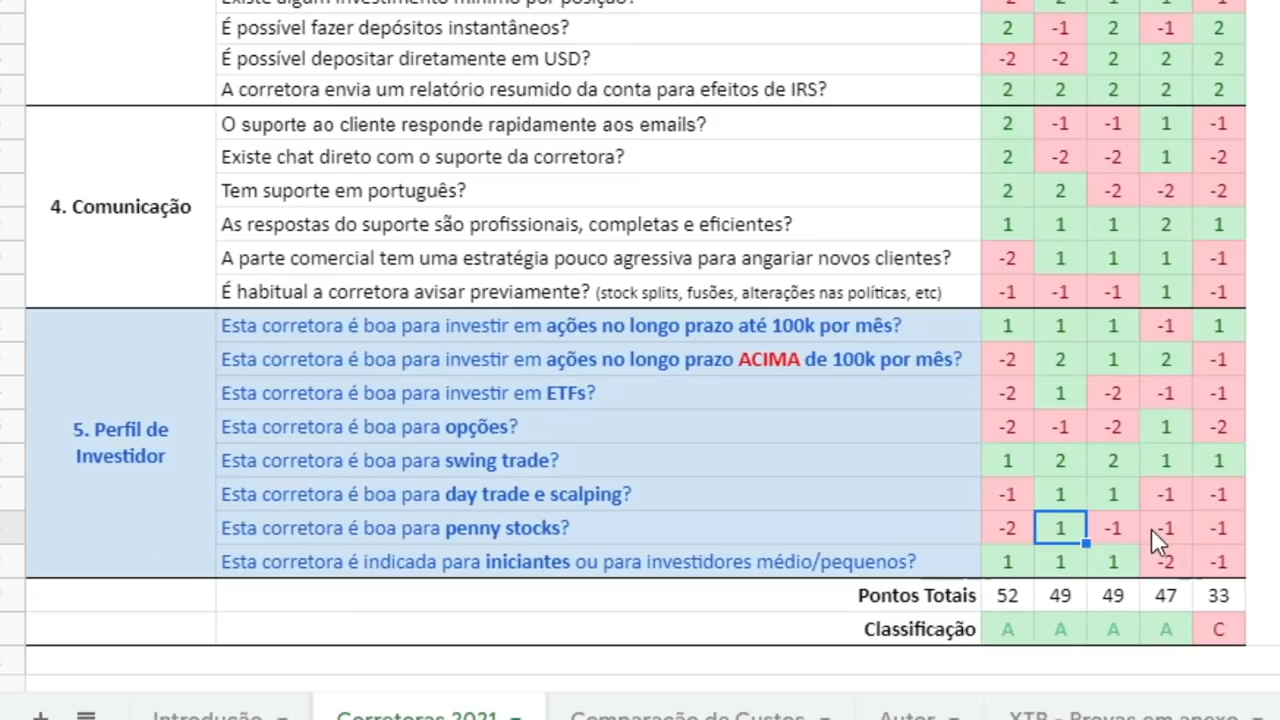 Existe algum investimento mínimo por posição? -2 2 1 1 -1
É possível fazer depósitos instantâneos? 2 -1 2 -1 2
É possível depositar diretamente em USD? -2 -2 2 2 2
A corretora envia um relatório resumido da conta para efeitos de IRS? 2 2 2 2 2
4. Comunicação
O suporte ao cliente responde rapidamente aos emails? 2 -1 -1 1 -1
Existe chat direto com o suporte da corretora? 2 -2 -2 1 -2
Tem suporte em português? 2 2 -2 -2 -2
As respostas do suporte são profissionais, completas e eficientes? 1 1 1 2 1
A parte comercial tem uma estratégia pouco agressiva para angariar novos clientes? -2 1 1 1 -1
É habitual a corretora avisar previamente? (stock splits, fusões, alterações nas políticas, etc) -1 -1 -1 1 -1
5. Perfil de
Investidor
Esta corretora é boa para investir em ações no longo prazo até 100k por mês? 1 1 1 -1 1
Esta corretora é boa para investir em ações no longo prazo ACIMA de 100k por mês? -2 2 1 2 -1
Esta corretora é boa para investir em ETFs? -2 1 -2 -1 -1
Esta corretora é boa para opções? -2 -1 -2 1 -2
Esta corretora é boa para swing trade? 1 2 2 1 1
Esta corretora é boa para day trade e scalping? -1 1 1 -1 -1
Esta corretora é boa para penny stocks? -2 1 -1 -1 -1
Esta corretora é indicada para iniciantes ou para investidores médio/pequenos? 1 1 1 -2 -1
Pontos Totais 52 49 49 47 33
Classificação A A A A C
Introdução Corretoras 2021 Comparação de Custos Autor XTB - Provas em anexo